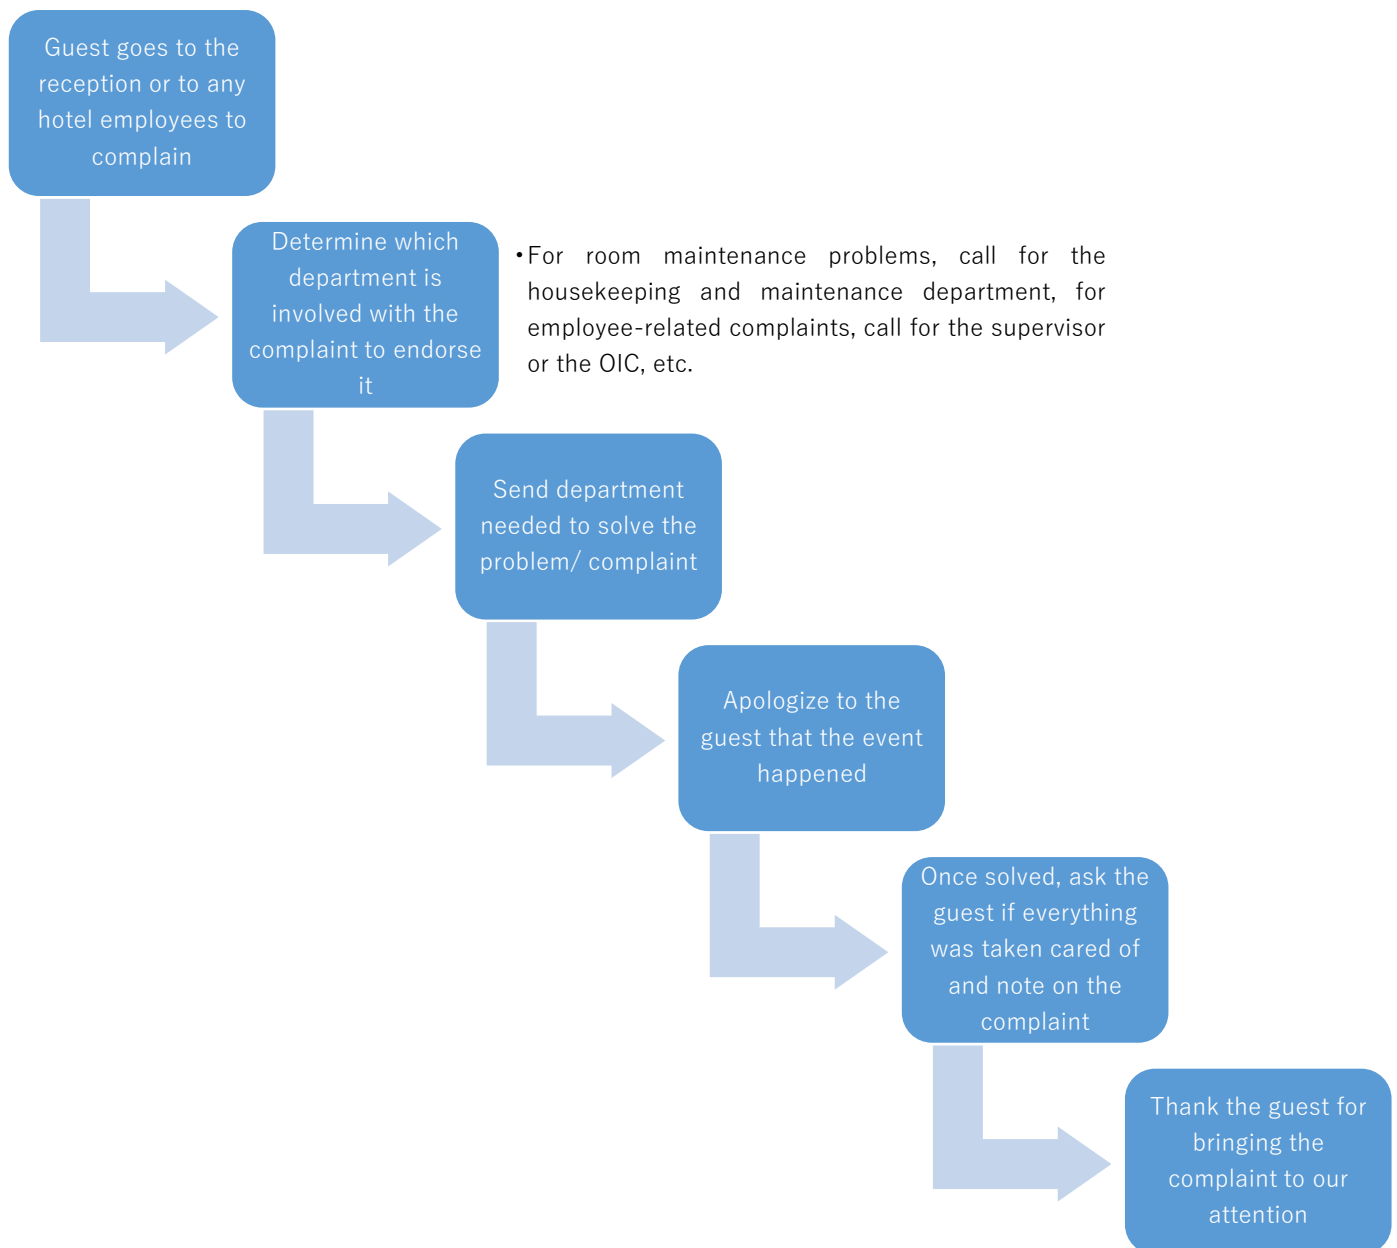 Guest goes to the
reception or to any
hotel employees to
complain
Determine which
department is
involved with the
complaint to endorse
it
•For room maintenance problems, call for the
housekeeping and maintenance department, for
employee-related complaints, call for the supervisor
or the OIC, etc.
Send department
needed to solve the
problem/ complaint
Apologize to the
guest that the event
happened
Once solved, ask the
guest if everything
was taken cared of
and note on the
complaint
Thank the guest for
bringing the
complaint to our
attention